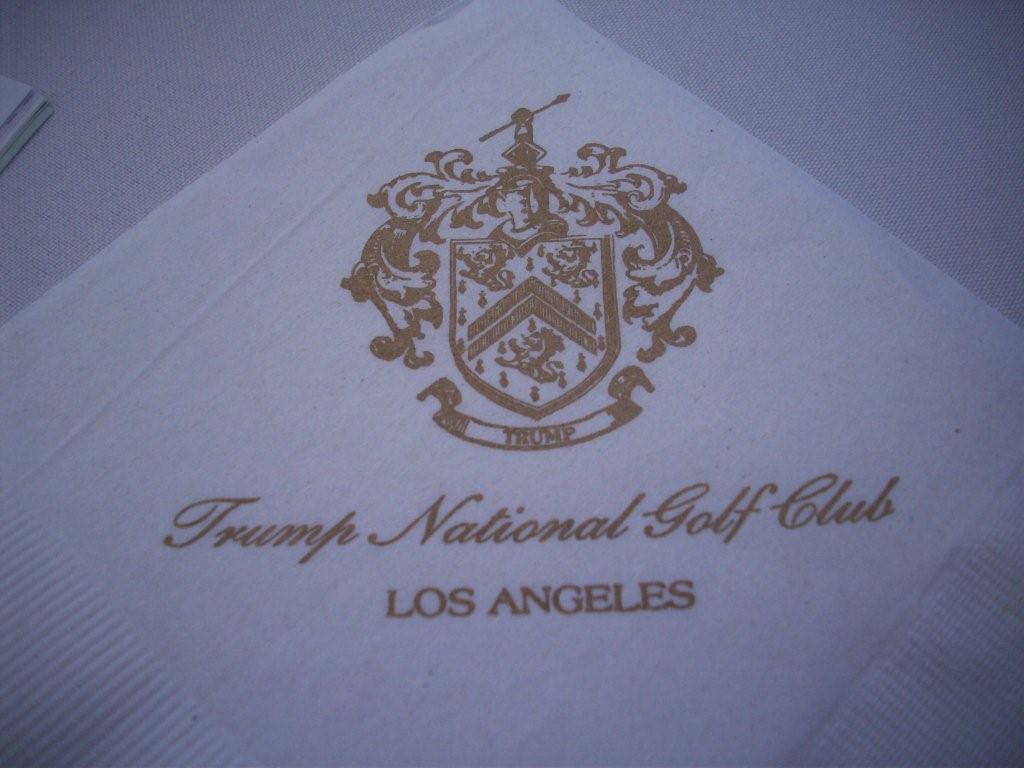 TRUMP
Trump National Golf Club
LOS ANGELES